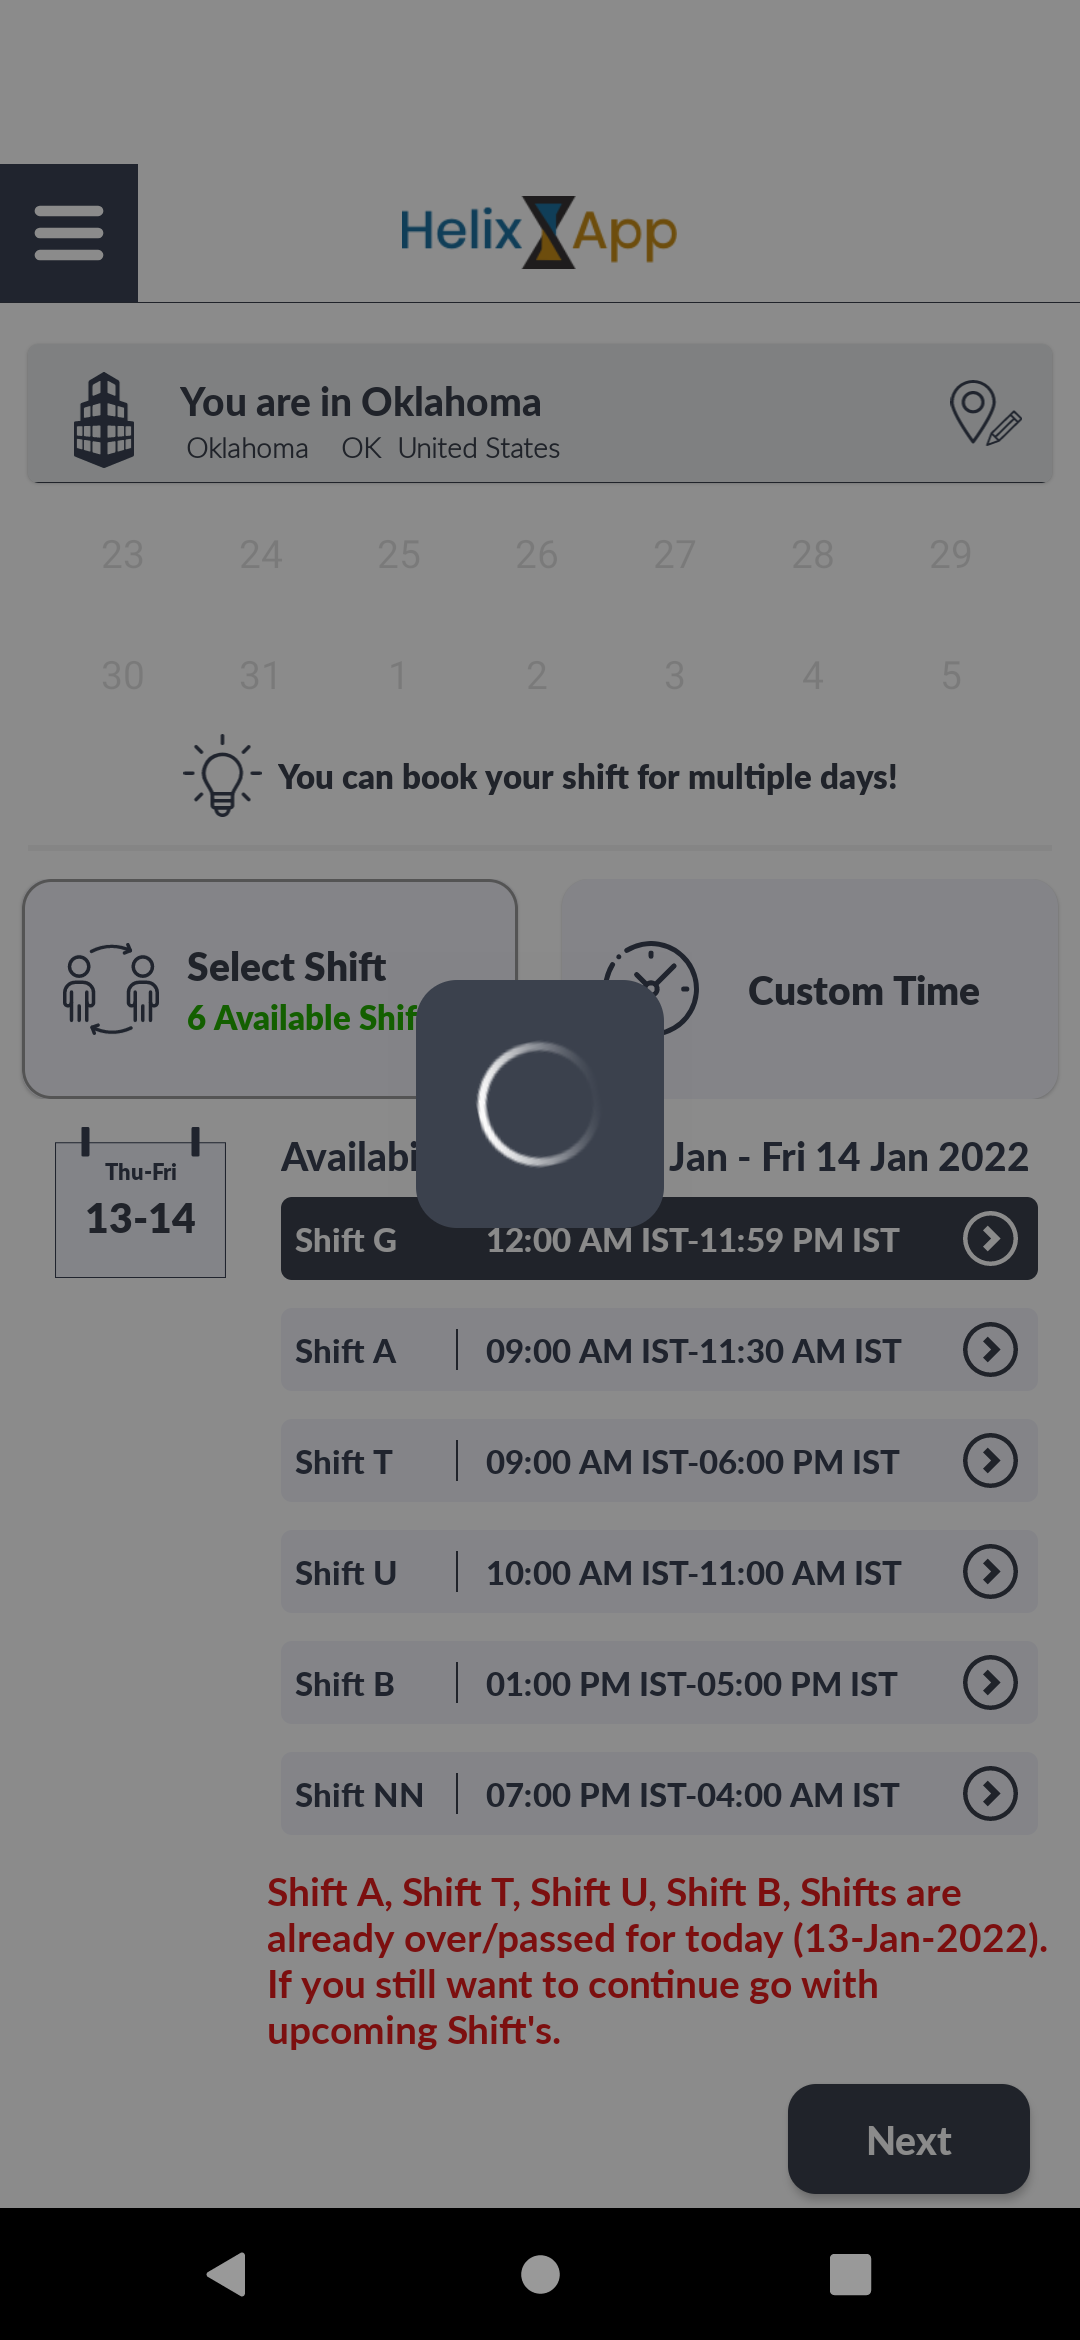 Helix App
You are in Oklahoma
Oklahoma OK United States
23 24 25 26 27 28 29
30 31 1 2 3 4 5
You can book your shift for multiple days!
Select Shift
6 Available Shif
Custom Time
Thu-Fri
13-14
Availabi Jan - Fri 14 Jan 2022
Shift G 12:00 AM IST-11:59 PM IST
Shift A 09:00 AM IST-11:30 AM IST
Shift T 09:00 AM IST-06:00 PM IST
Shift U 10:00 AM IST-11:00 AM IST
Shift B 01:00 PM IST-05:00 PM IST
Shift NN 07:00 PM IST-04:00 AM IST
Shift A, Shift T, Shift U, Shift B, Shifts are
already over/passed for today (13-Jan-2022).
If you still want to continue go with
upcoming Shift's.
Next